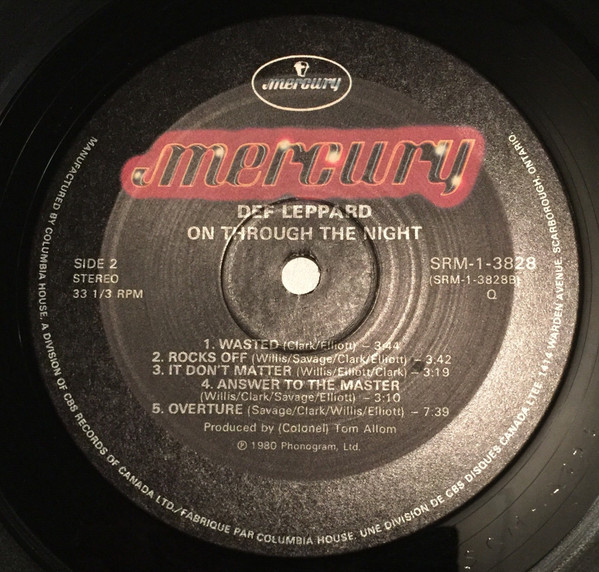 mercury
mercury
DEF LEPPARD
ON THROUGH THE NIGHT
SIDE 2
STEREO
33 1/3 RPM
SRM-1-3828
(SRM-1-3828B)
Q
1. WASTED (Clark/Elliott) – 3:44
2. ROCKS OFF (Willis/Savage/Clark/Elliott) – 3.42
3. IT DON'T MATTER (Willis/Elliott/Clark) – 3:19
4. ANSWER TO THE MASTER
(Willis/Clark/Savage/Elliott) – 3:10
5. OVERTURE (Savage/Clark/Willis/Elliott) – 7:39
Produced by (Colonel) Tom Allom
℗ 1980 Phonogram, Ltd.
MANUFACTURED BY COLUMBIA HOUSE, A DIVISION OF CBS RECORDS OF CANADA LTD./FABRIQUE PAR COLUMBIA HOUSE, UNE DIVISION DE CBS DISQUES CANADA LTEE. 1414 WARDEN AVENUE, SCARBOROUGH, ONTARIO.